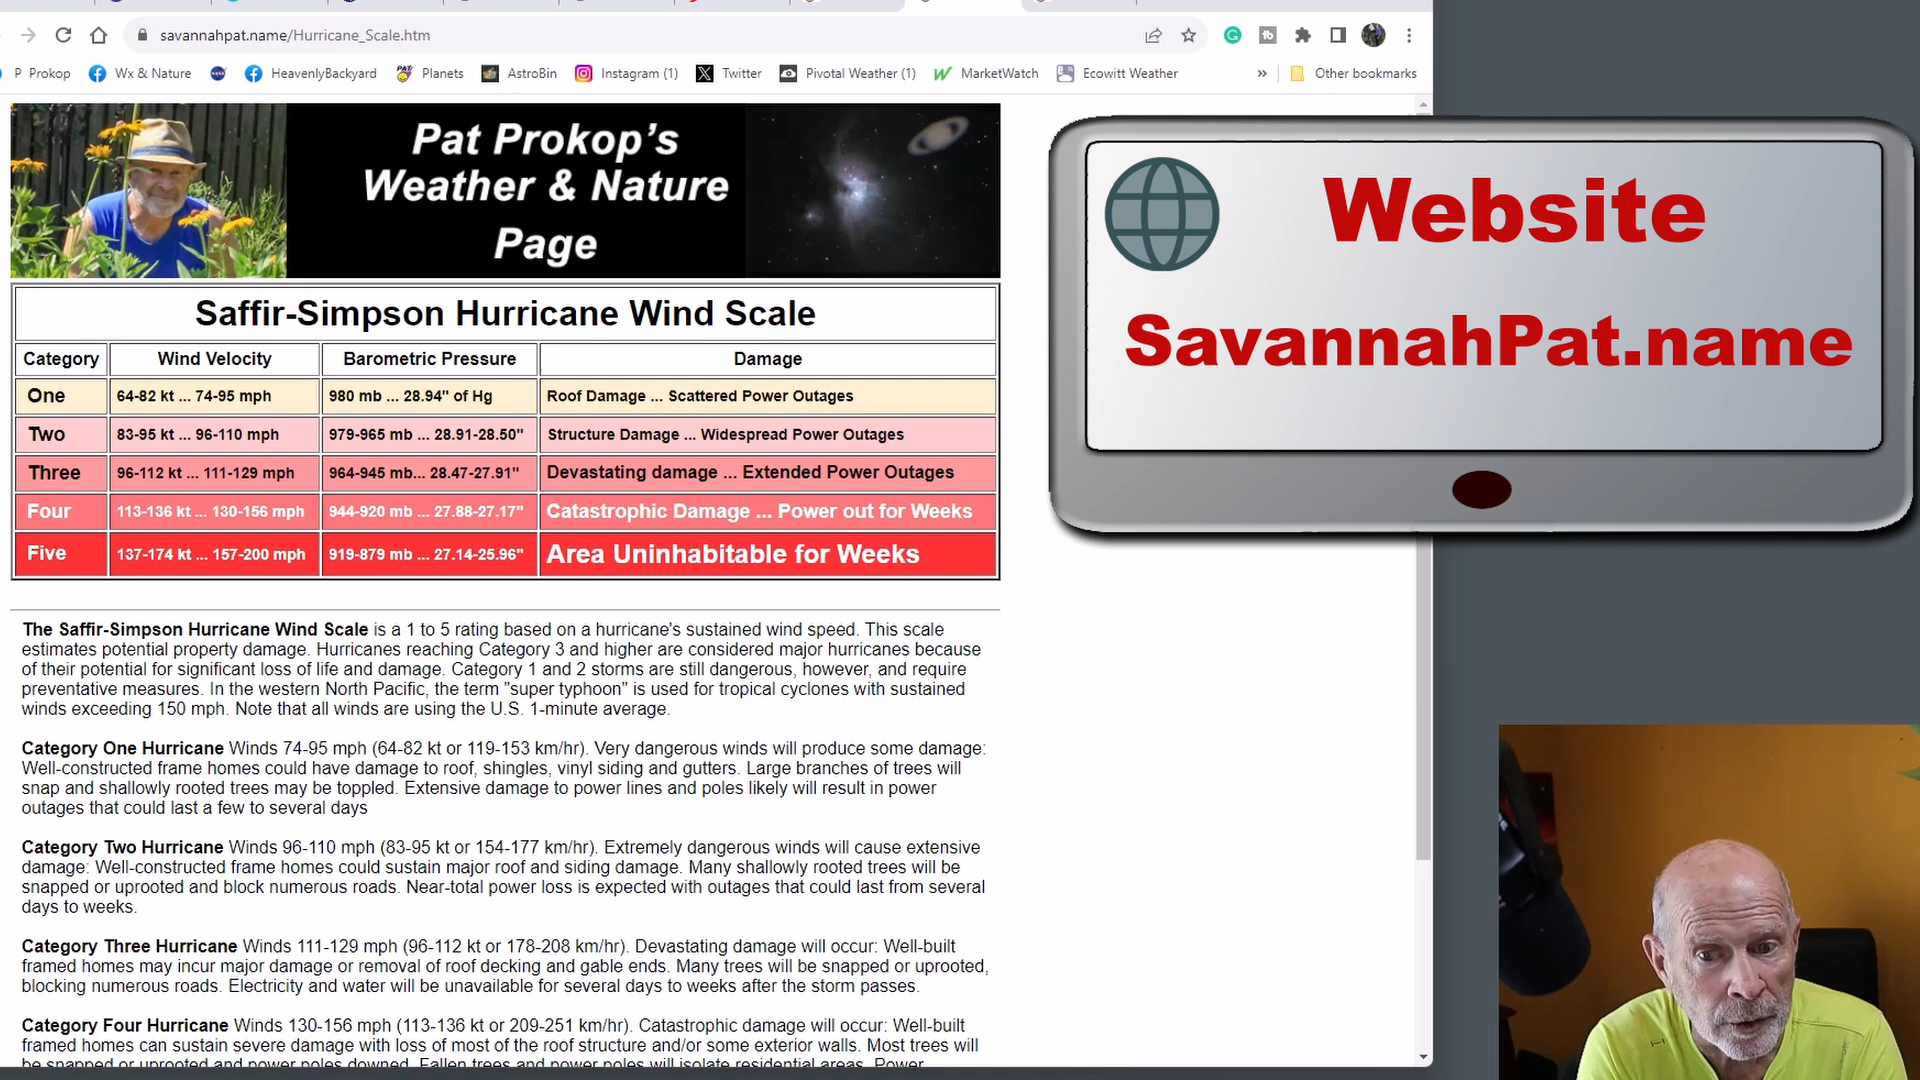 savannahpat.name/Hurricane_Scale.htm
P Prokop Wx & Nature HeavenlyBackyard Planets AstroBin Instagram (1) Twitter Pivotal Weather (1) MarketWatch Ecowitt Weather » Other bookmarks
Pat Prokop's
Weather & Nature
Page
Website
SavannahPat.name
Saffir-Simpson Hurricane Wind Scale
Category Wind Velocity Barometric Pressure Damage
One 64-82 kt ... 74-95 mph 980 mb ... 28.94" of Hg Roof Damage ... Scattered Power Outages
Two 83-95 kt ... 96-110 mph 979-965 mb ... 28.91-28.50" Structure Damage ... Widespread Power Outages
Three 96-112 kt ... 111-129 mph 964-945 mb... 28.47-27.91" Devastating damage ... Extended Power Outages
Four 113-136 kt ... 130-156 mph 944-920 mb ... 27.88-27.17" Catastrophic Damage ... Power out for Weeks
Five 137-174 kt ... 157-200 mph 919-879 mb ... 27.14-25.96" Area Uninhabitable for Weeks
The Saffir-Simpson Hurricane Wind Scale is a 1 to 5 rating based on a hurricane's sustained wind speed. This scale
estimates potential property damage. Hurricanes reaching Category 3 and higher are considered major hurricanes because
of their potential for significant loss of life and damage. Category 1 and 2 storms are still dangerous, however, and require
preventative measures. In the western North Pacific, the term "super typhoon" is used for tropical cyclones with sustained
winds exceeding 150 mph. Note that all winds are using the U.S. 1-minute average.
Category One Hurricane Winds 74-95 mph (64-82 kt or 119-153 km/hr). Very dangerous winds will produce some damage:
Well-constructed frame homes could have damage to roof, shingles, vinyl siding and gutters. Large branches of trees will
snap and shallowly rooted trees may be toppled. Extensive damage to power lines and poles likely will result in power
outages that could last a few to several days
Category Two Hurricane Winds 96-110 mph (83-95 kt or 154-177 km/hr). Extremely dangerous winds will cause extensive
damage: Well-constructed frame homes could sustain major roof and siding damage. Many shallowly rooted trees will be
snapped or uprooted and block numerous roads. Near-total power loss is expected with outages that could last from several
days to weeks.
Category Three Hurricane Winds 111-129 mph (96-112 kt or 178-208 km/hr). Devastating damage will occur: Well-built
framed homes may incur major damage or removal of roof decking and gable ends. Many trees will be snapped or uprooted,
blocking numerous roads. Electricity and water will be unavailable for several days to weeks after the storm passes.
Category Four Hurricane Winds 130-156 mph (113-136 kt or 209-251 km/hr). Catastrophic damage will occur: Well-built
framed homes can sustain severe damage with loss of most of the roof structure and/or some exterior walls. Most trees will
be snapped or uprooted and power poles downed. Fallen trees and power poles will isolate residential areas. Power